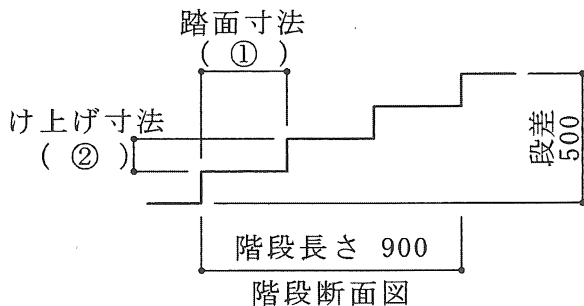 踏面寸法
( ① )
け上げ寸法
( ② )
段差
500
階段長さ 900
階段断面図